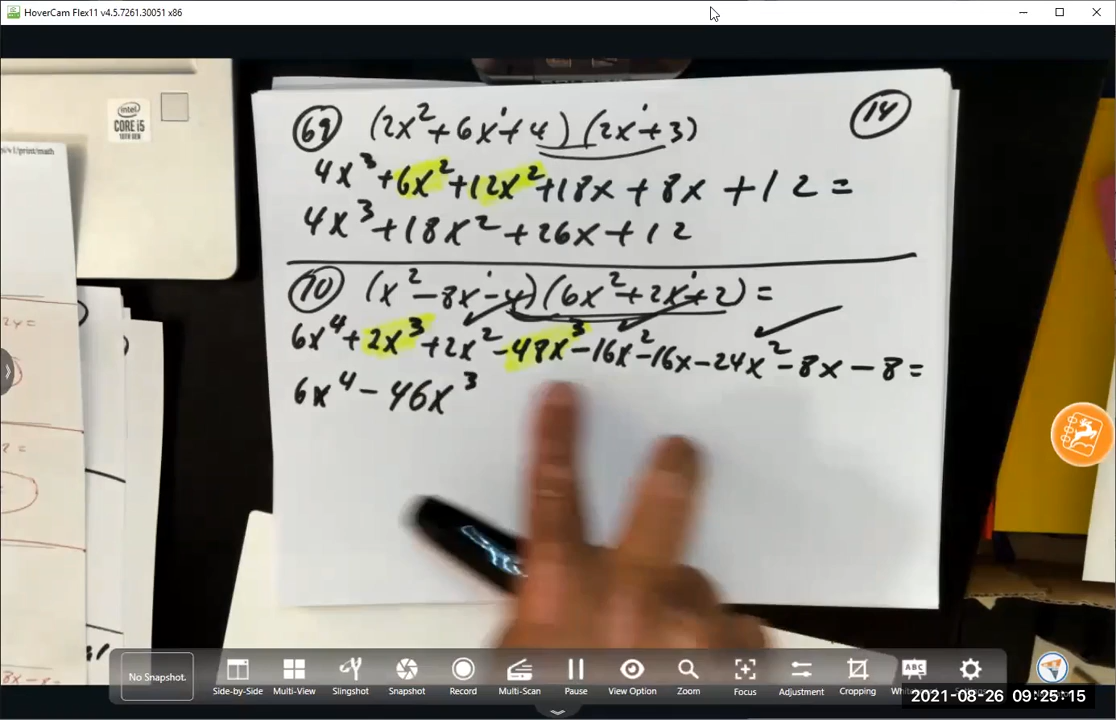 HoverCam Flex11 v4.5.7261.30051 x86
intel
CORE i5
10TH GEN
69 (2x² + 6x + 4) (2x + 3) 14
4x³ + 6x² + 12x² + 18x + 8x + 12 =
4x³ + 18x² + 26x + 12
70 (x² - 8x - 4) (6x² + 2x + 2) =
6x⁴ + 2x³ + 2x² - 48x³ - 16x² - 16x - 24x² - 8x - 8 =
6x⁴ - 46x³
No Snapshot.
Side-by-Side Multi-View Slingshot Snapshot Record Multi-Scan Pause View Option Zoom Focus Adjustment Cropping
ABC
2021-08-26 09:25:15